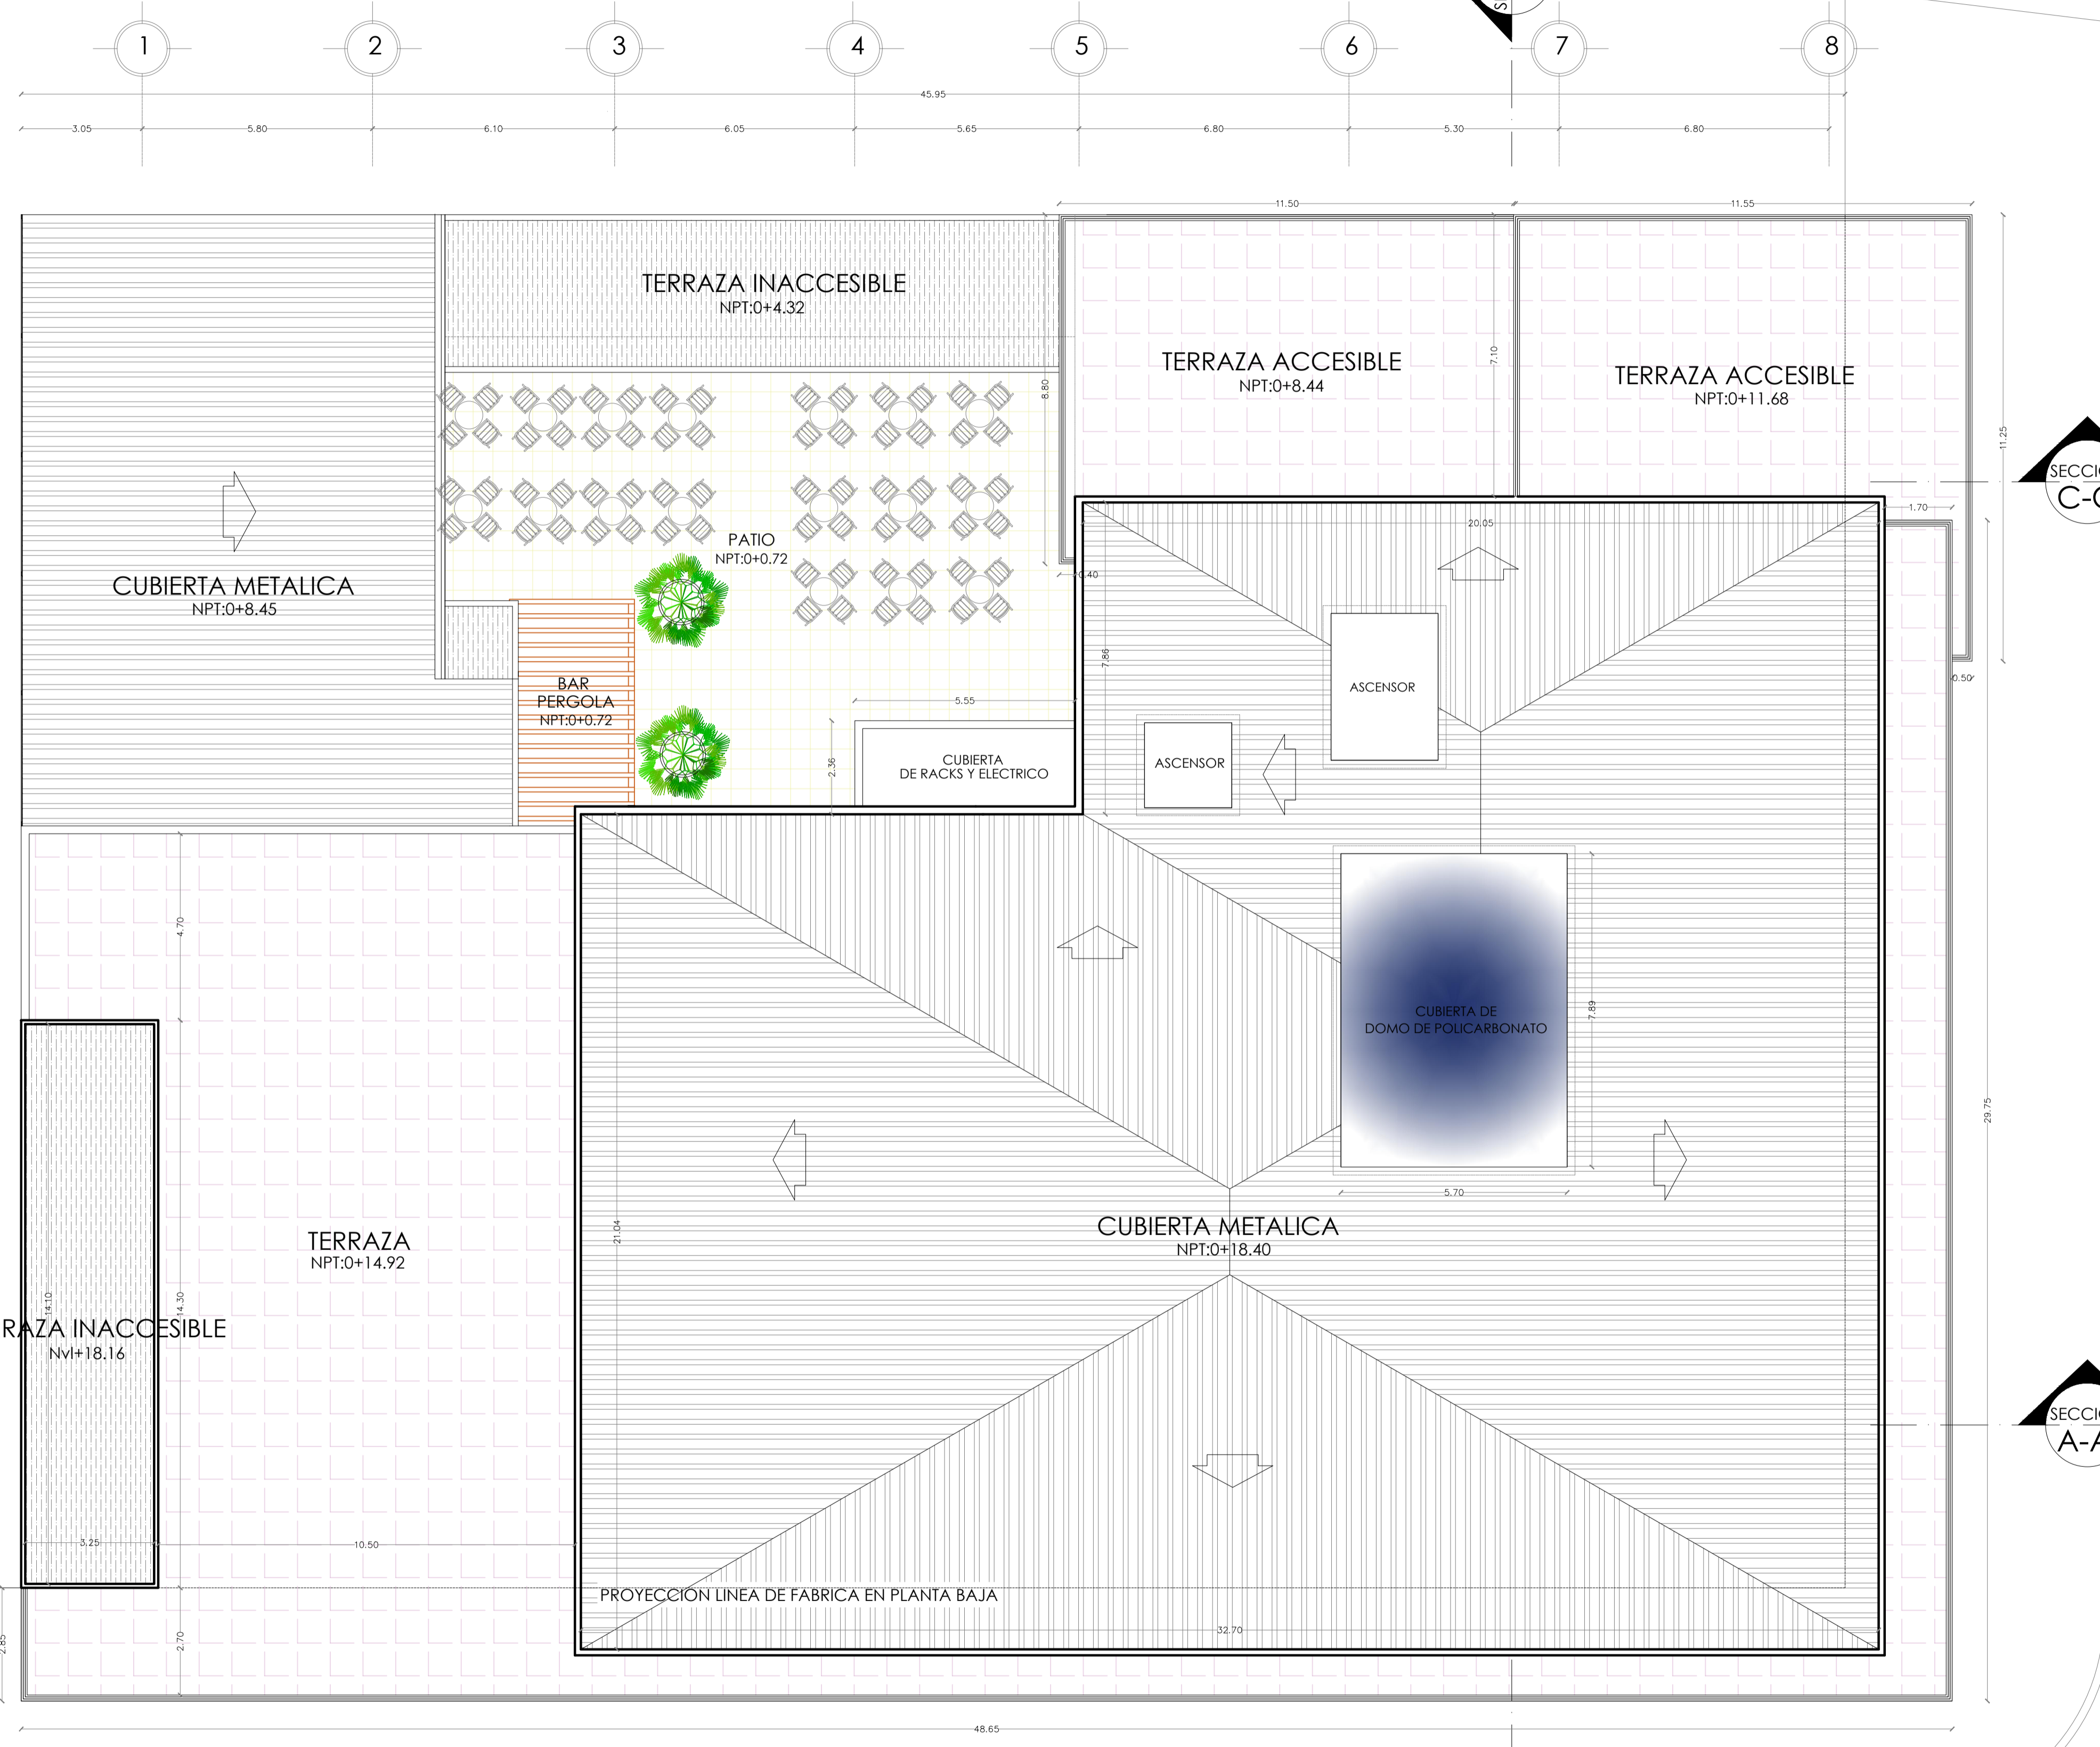 1
2
3
4
5
6
7
8
45.95
3.05
5.80
6.10
6.05
5.65
6.80
5.30
6.80
11.50
11.55
TERRAZA INACCESIBLE
NPT:0+4.32
TERRAZA ACCESIBLE
NPT:0+8.44
7.10
TERRAZA ACCESIBLE
NPT:0+11.68
8.80
11.25
SECCI
C-C
1.70
20.05
PATIO
NPT:0+0.72
0.40
CUBIERTA METALICA
NPT:0+8.45
7.86
BAR
PERGOLA
NPT:0+0.72
ASCENSOR
0.50
5.55
2.36
CUBIERTA
DE RACKS Y ELECTRICO
ASCENSOR
4.70
CUBIERTA DE
DOMO DE POLICARBONATO
7.89
29.75
5.70
TERRAZA
NPT:0+14.92
21.04
CUBIERTA METALICA
NPT:0+18.40
14.10
14.30
RAZA INACCESIBLE
Nvl+18.16
SECCI
A-A
3.25
10.50
PROYECCION LINEA DE FABRICA EN PLANTA BAJA
2.85
2.70
32.70
48.65